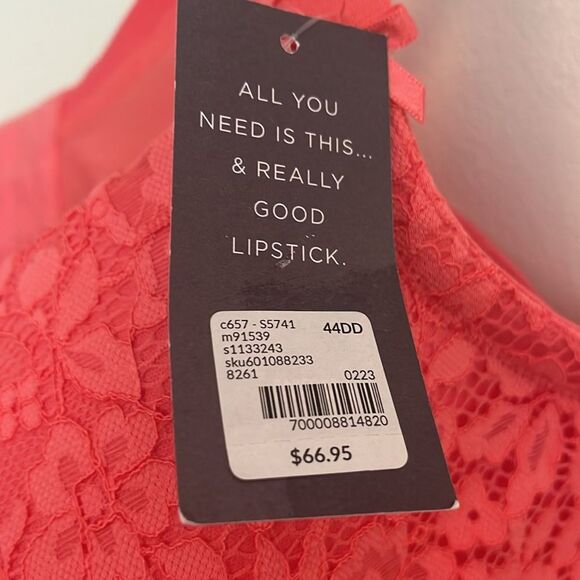 ALL YOU
NEED IS THIS...
& REALLY
GOOD
LIPSTICK.
c657 - S5741 44DD
m91539
s1133243
sku601088233
8261 0223
700008814820
$66.95